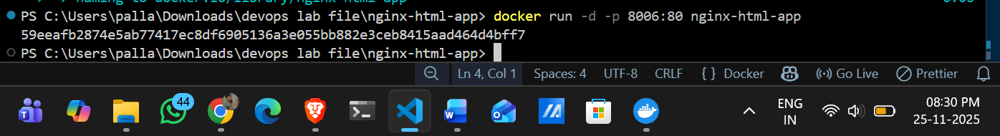 PS C:\Users\palla\Downloads\devops lab file\nginx-html-app> docker run -d -p 8006:80 nginx-html-app
59eeafb2874e5ab77417ec8df6905136a3e055bb882e3ceb8415aad464d4bff7
PS C:\Users\palla\Downloads\devops lab file\nginx-html-app>
Ln 4, Col 1 Spaces: 4 UTF-8 CRLF { } Docker Go Live Prettier
44
ENG 08:30 PM
IN 25-11-2025